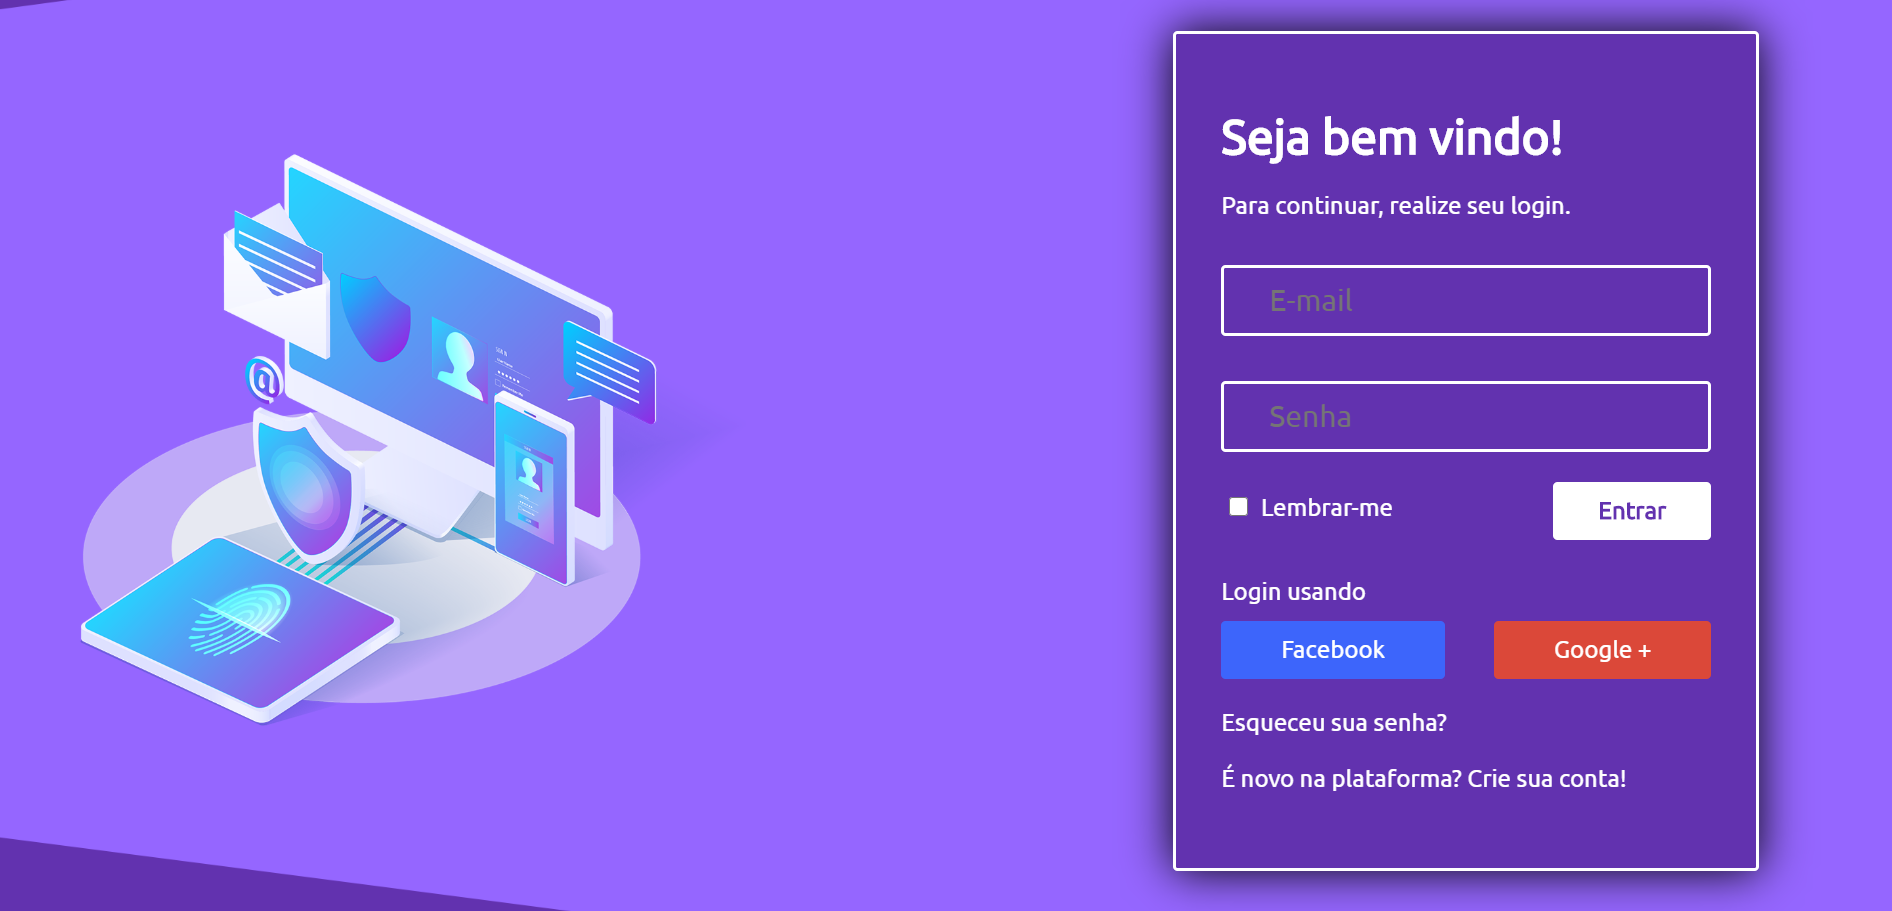 Seja bem vindo!
Para continuar, realize seu login.
E-mail
Senha
Lembrar-me
Entrar
Login usando
Facebook
Google +
Esqueceu sua senha?
É novo na plataforma? Crie sua conta!
@